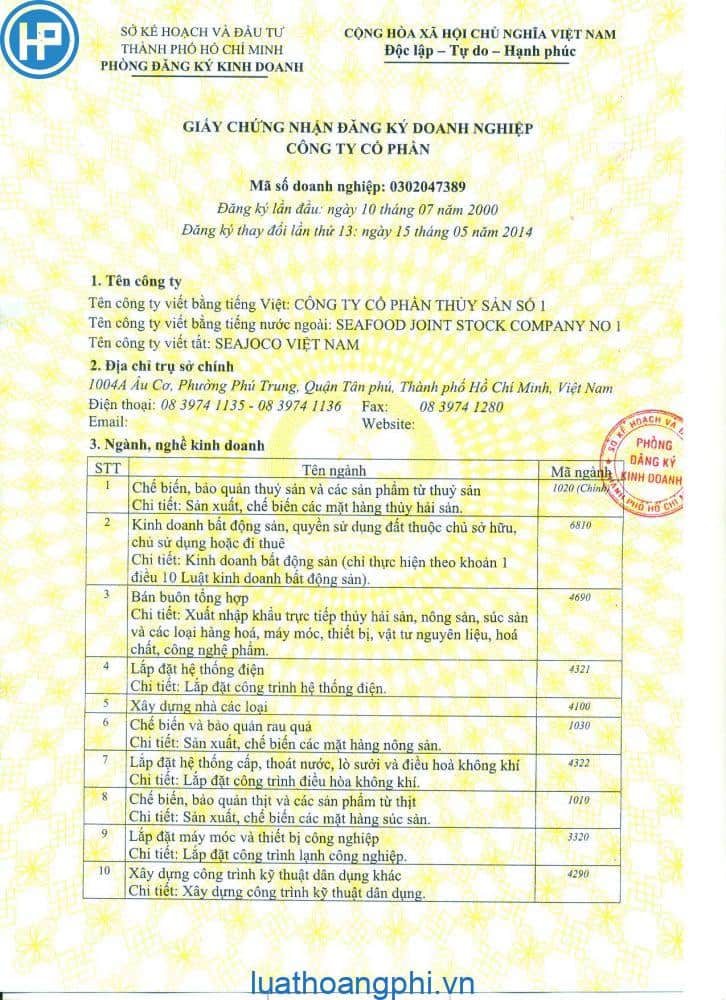 HP
SỞ KẾ HOẠCH VÀ ĐẦU TƯ
THÀNH PHỐ HỒ CHÍ MINH
PHÒNG ĐĂNG KÝ KINH DOANH
CỘNG HÒA XÃ HỘI CHỦ NGHĨA VIỆT NAM
Độc lập – Tự do – Hạnh phúc
GIẤY CHỨNG NHẬN ĐĂNG KÝ DOANH NGHIỆP
CÔNG TY CỔ PHẦN
Mã số doanh nghiệp: 0302047389
Đăng ký lần đầu: ngày 10 tháng 07 năm 2000
Đăng ký thay đổi lần thứ 13: ngày 15 tháng 05 năm 2014
1. Tên công ty
Tên công ty viết bằng tiếng Việt: CÔNG TY CỔ PHẦN THỦY SẢN SỐ 1
Tên công ty viết bằng tiếng nước ngoài: SEAFOOD JOINT STOCK COMPANY NO 1
Tên công ty viết tắt: SEAJOCO VIỆT NAM
2. Địa chỉ trụ sở chính
1004A Âu Cơ, Phường Phú Trung, Quận Tân phú, Thành phố Hồ Chí Minh, Việt Nam
Điện thoại: 08 3974 1135 - 08 3974 1136 Fax: 08 3974 1280
Email: Website:
3. Ngành, nghề kinh doanh
STT Tên ngành Mã ngành
1 Chế biến, bảo quản thuỷ sản và các sản phẩm từ thuỷ sản 1020 (Chính)
Chi tiết: Sản xuất, chế biến các mặt hàng thủy hải sản.
2 Kinh doanh bất động sản, quyền sử dụng đất thuộc chủ sở hữu, 6810
chủ sử dụng hoặc đi thuê
Chi tiết: Kinh doanh bất động sản (chỉ thực hiện theo khoản 1
điều 10 Luật kinh doanh bất động sản).
3 Bán buôn tổng hợp 4690
Chi tiết: Xuất nhập khẩu trực tiếp thủy hải sản, nông sản, súc sản
và các loại hàng hoá, máy móc, thiết bị, vật tư nguyên liệu, hoá
chất, công nghệ phẩm.
4 Lắp đặt hệ thống điện 4321
Chi tiết: Lắp đặt công trình hệ thống điện.
5 Xây dựng nhà các loại 4100
6 Chế biến và bảo quản rau quả 1030
Chi tiết: Sản xuất, chế biến các mặt hàng nông sản.
7 Lắp đặt hệ thống cấp, thoát nước, lò sưởi và điều hoà không khí 4322
Chi tiết: Lắp đặt công trình điều hòa không khí.
8 Chế biến, bảo quản thịt và các sản phẩm từ thịt 1010
Chi tiết: Sản xuất, chế biến các mặt hàng súc sản.
9 Lắp đặt máy móc và thiết bị công nghiệp 3320
Chi tiết: Lắp đặt công trình lạnh công nghiệp.
10 Xây dựng công trình kỹ thuật dân dụng khác 4290
Chi tiết: Xây dựng công trình kỹ thuật dân dụng.
SỞ KẾ HOẠCH VÀ
PHÒNG
ĐĂNG KÝ
KINH DOANH
THÀNH PHỐ HỒ CHÍ
luathoangphi.vn